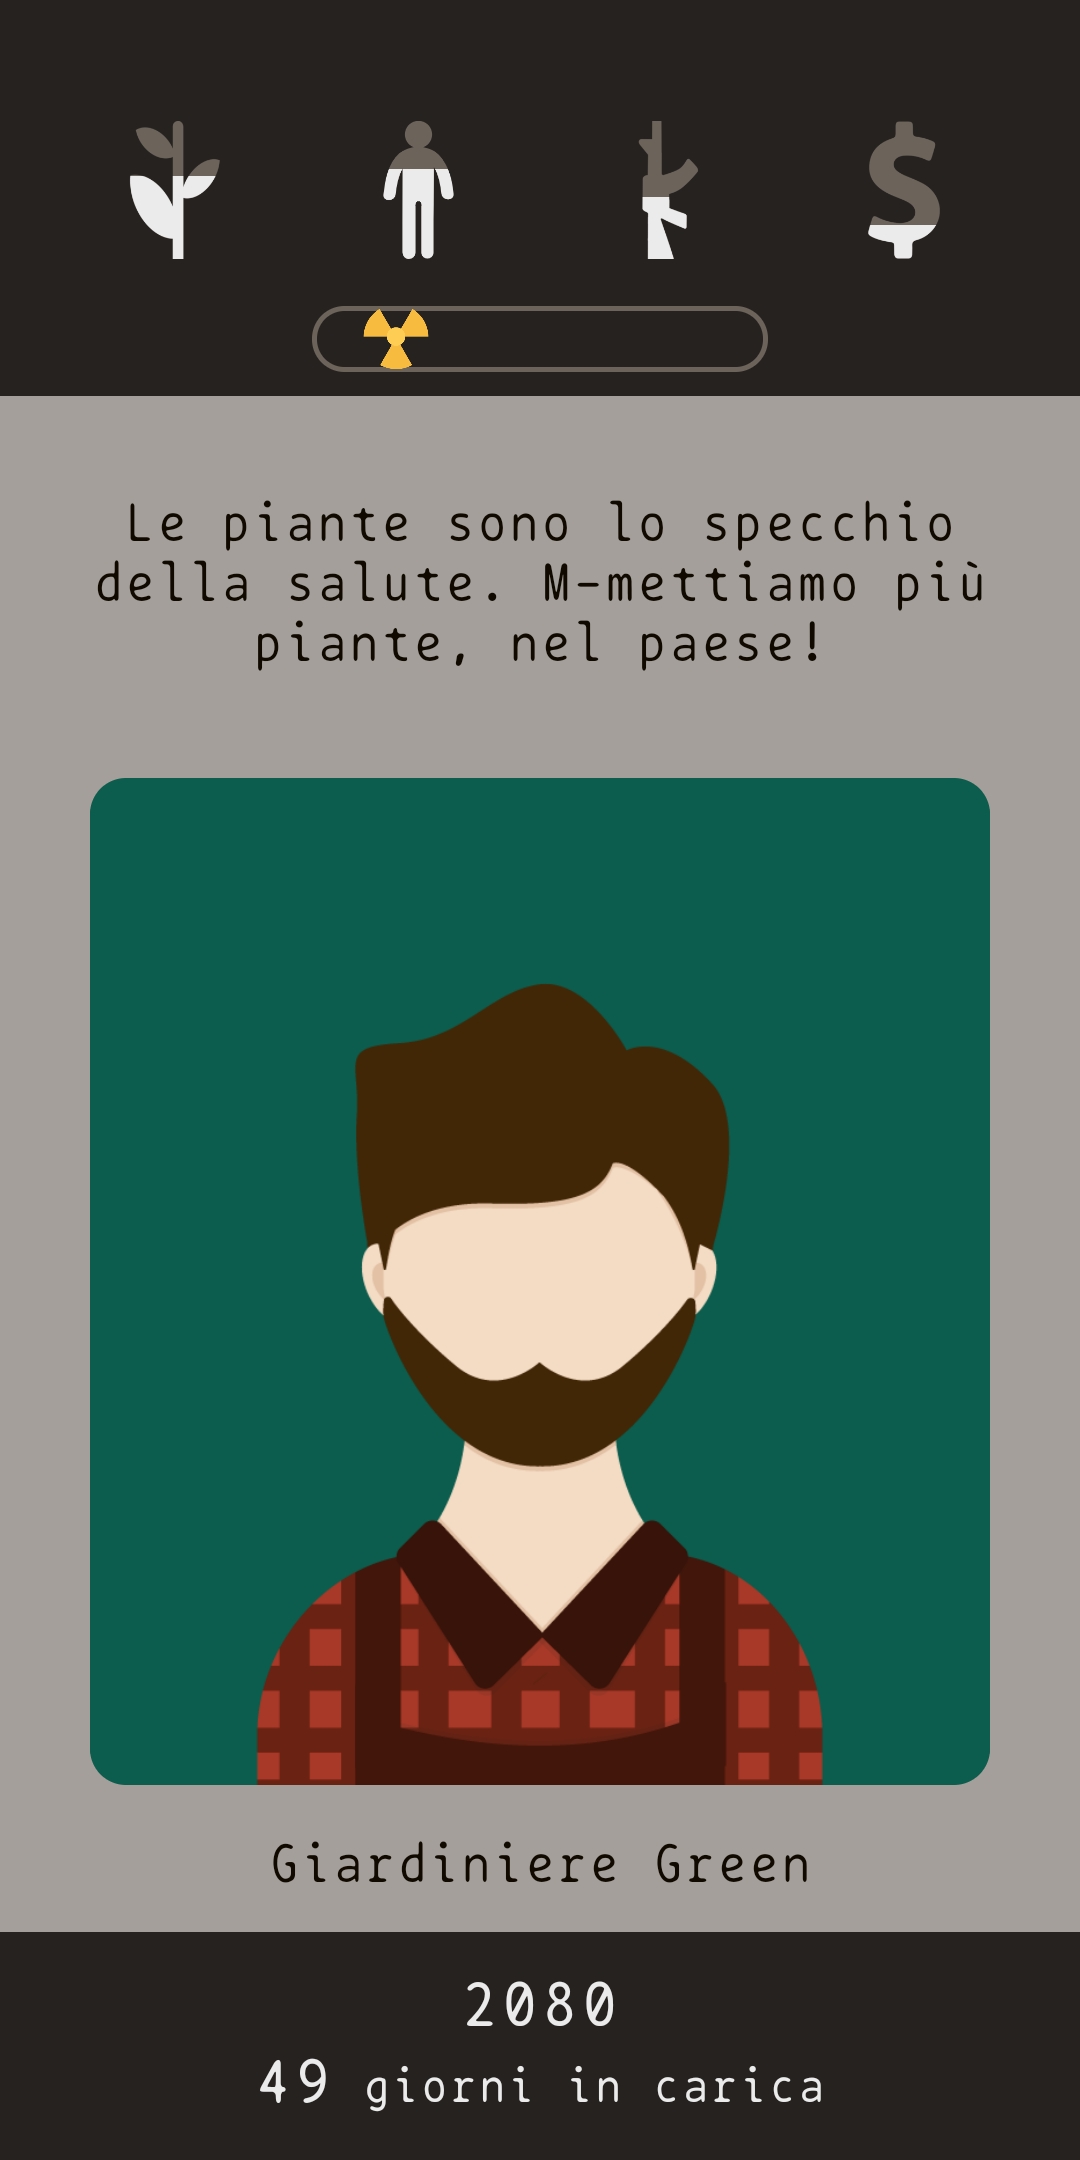 Le piante sono lo specchio
della salute. M-mettiamo più
piante, nel paese!
Giardiniere Green
2080
49 giorni in carica